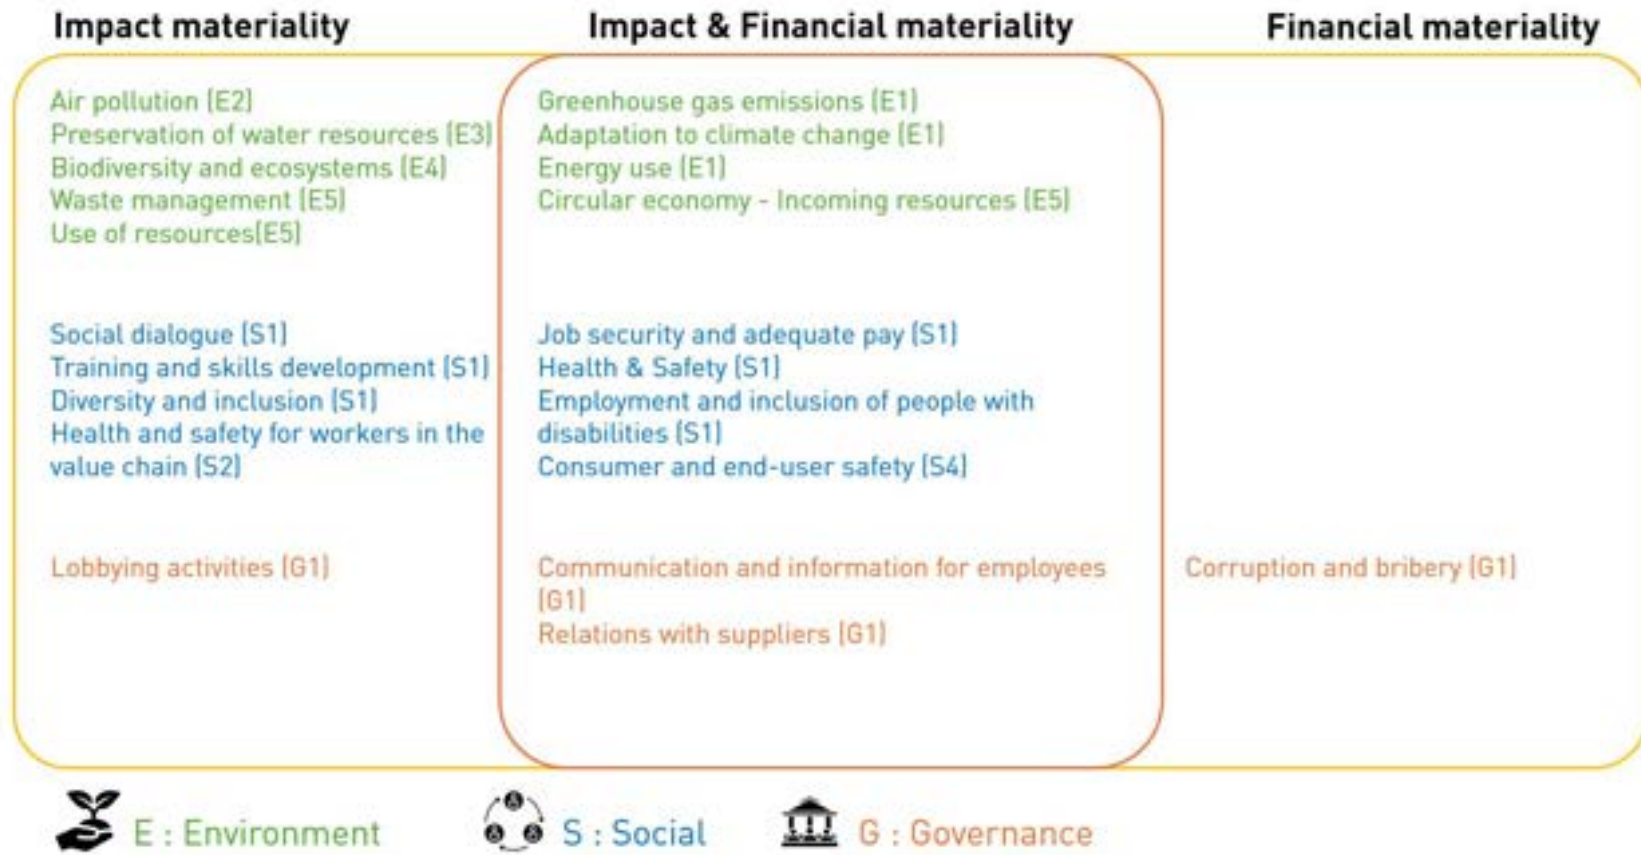 Impact materiality
Impact & Financial materiality
Financial materiality
Air pollution (E2)
Preservation of water resources (E3)
Biodiversity and ecosystems (E4)
Waste management (E5)
Use of resources(E5)
Greenhouse gas emissions (E1)
Adaptation to climate change (E1)
Energy use (E1)
Circular economy - Incoming resources (E5)
Social dialogue (S1)
Training and skills development (S1)
Diversity and inclusion (S1)
Health and safety for workers in the
value chain (S2)
Job security and adequate pay (S1)
Health & Safety (S1)
Employment and inclusion of people with
disabilities (S1)
Consumer and end-user safety (S4)
Lobbying activities (G1)
Communication and information for employees
(G1)
Relations with suppliers (G1)
Corruption and bribery (G1)
E : Environment
S : Social
G : Governance